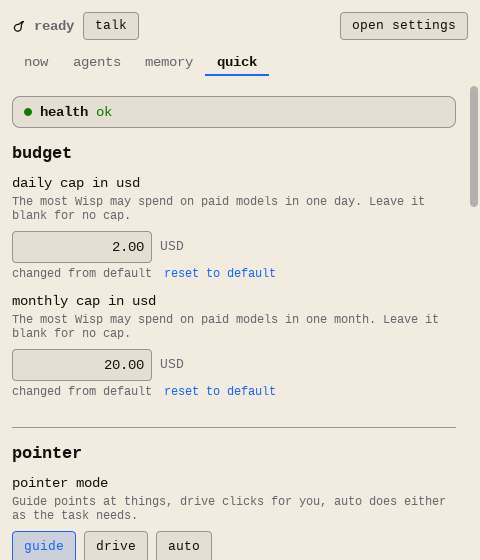 ready talk open settings
now agents memory quick
health ok
budget
daily cap in usd
The most Wisp may spend on paid models in one day. Leave it
blank for no cap.
2.00 USD
changed from default reset to default
monthly cap in usd
The most Wisp may spend on paid models in one month. Leave it
blank for no cap.
20.00 USD
changed from default reset to default
pointer
pointer mode
Guide points at things, drive clicks for you, auto does either
as the task needs.
guide drive auto